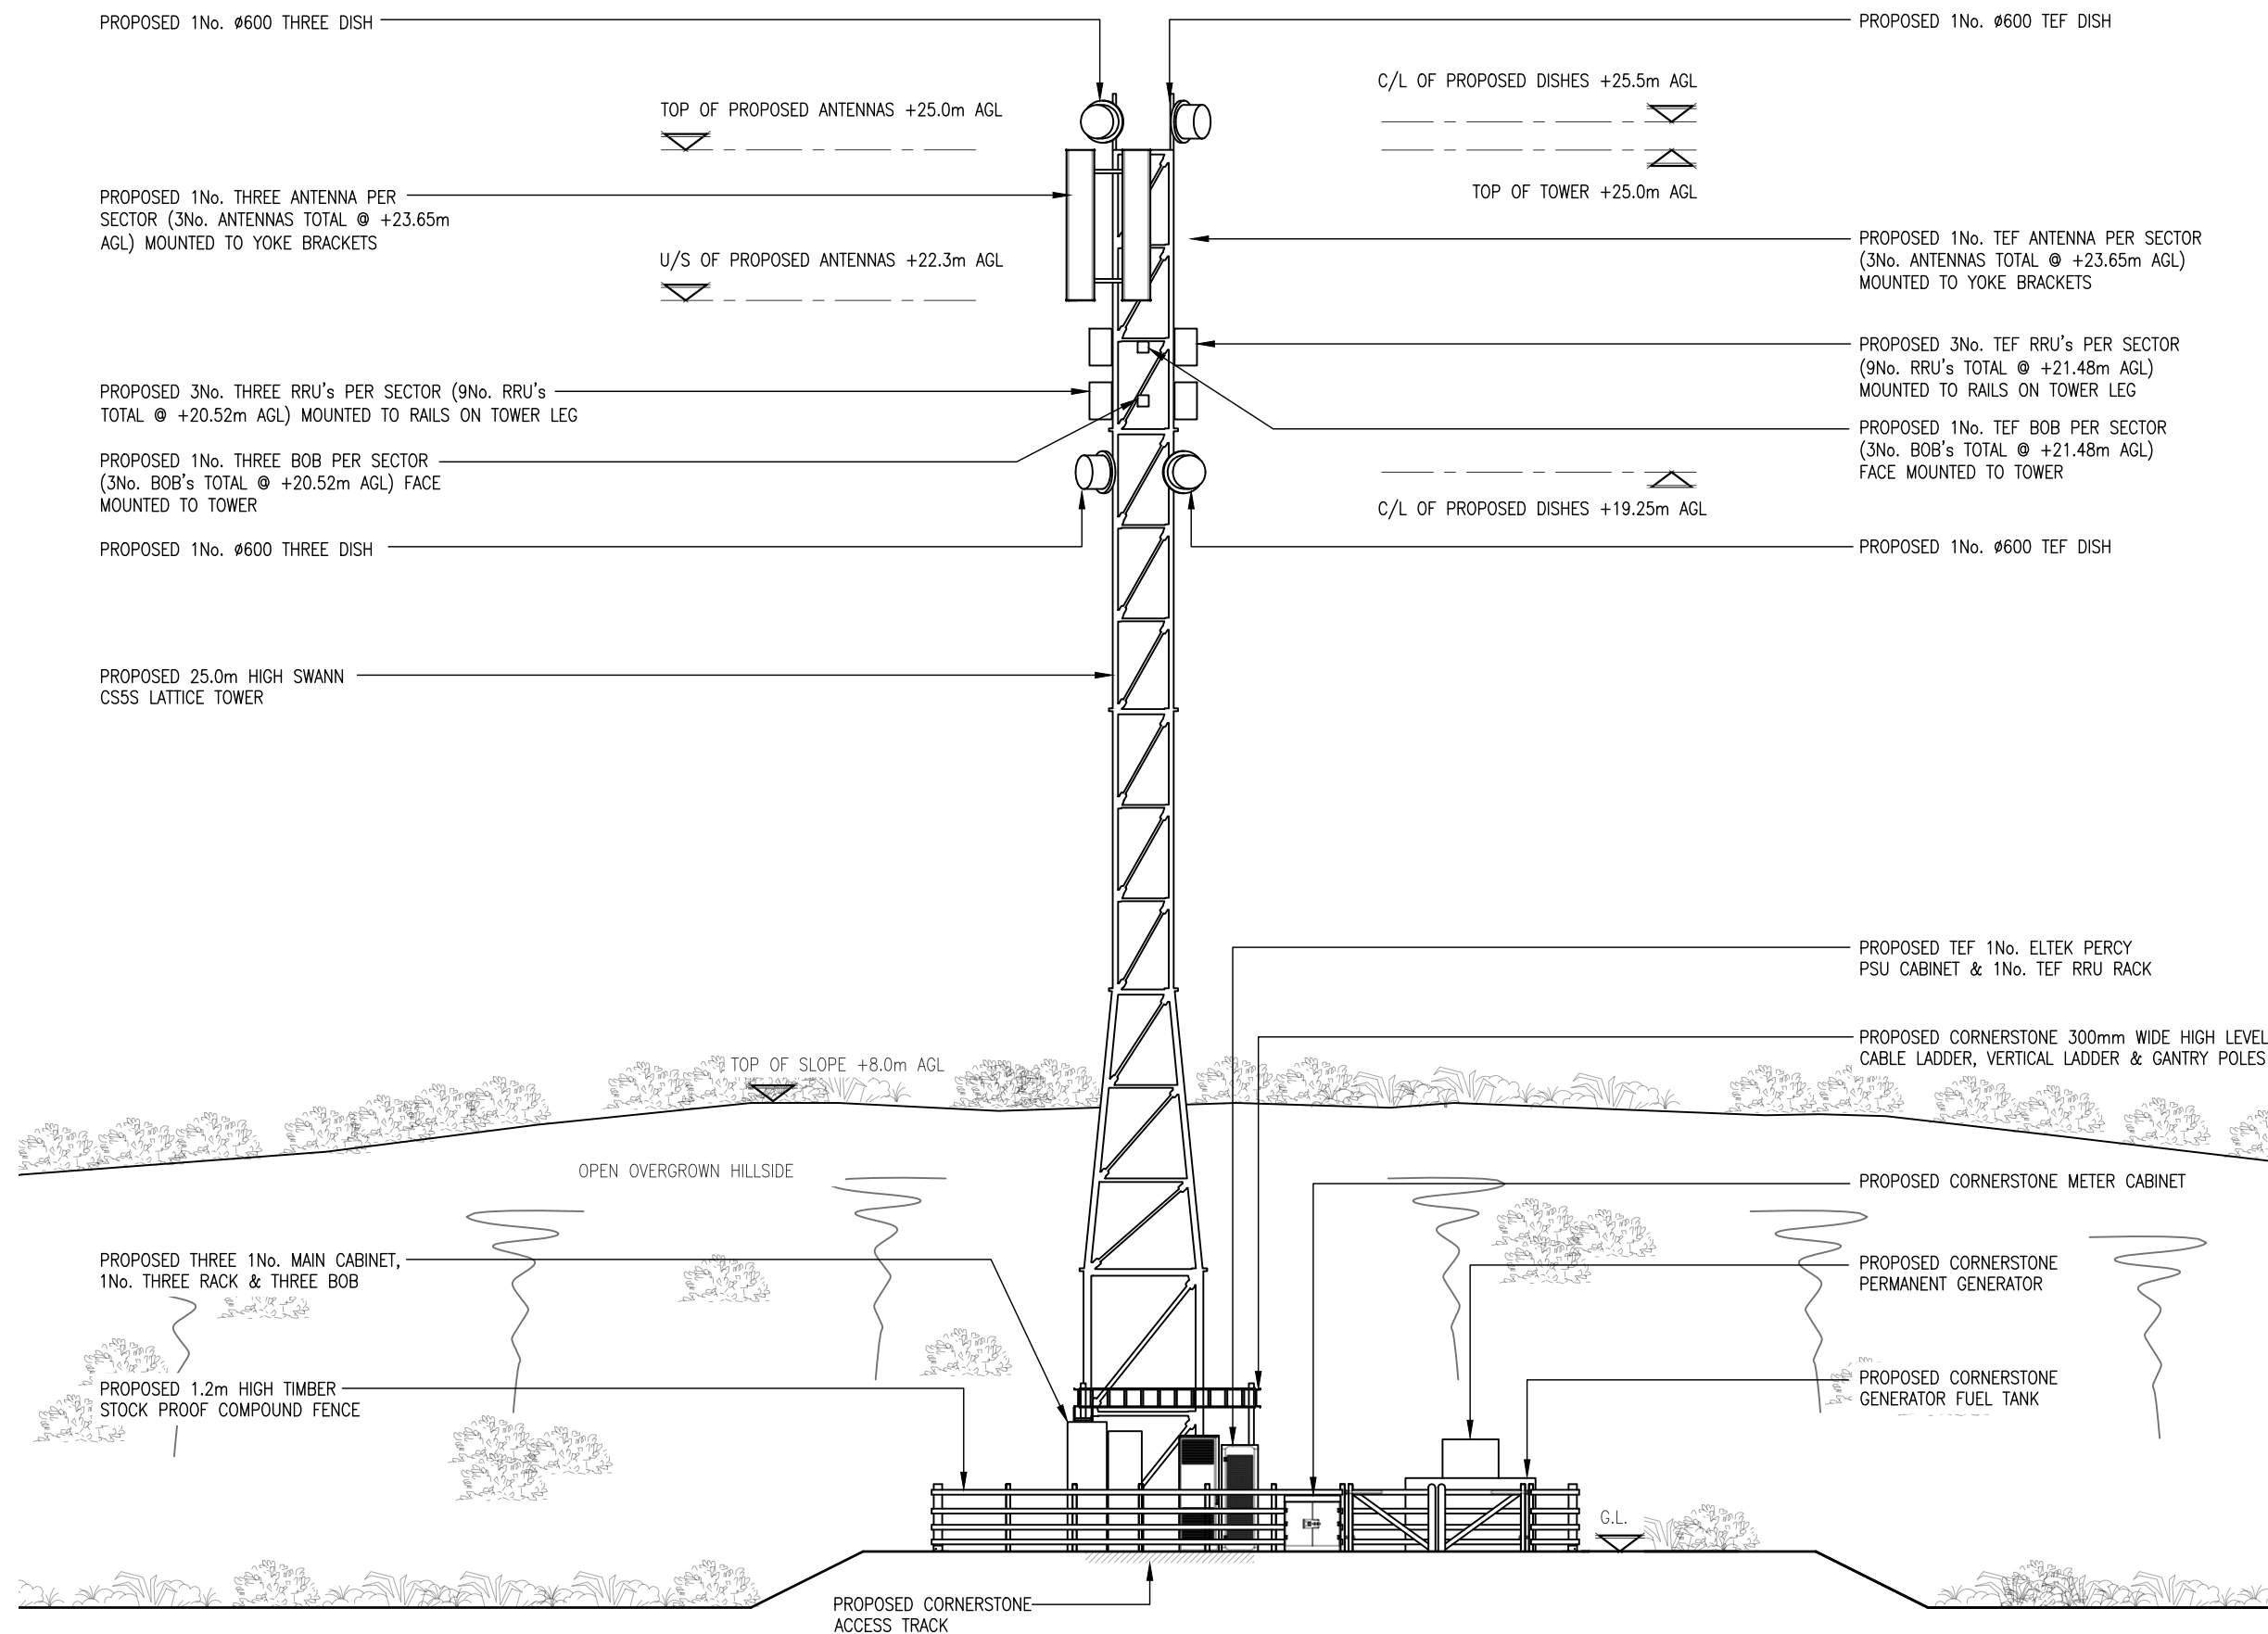 PROPOSED 1No. ø600 THREE DISH
PROPOSED 1No. ø600 TEF DISH
C/L OF PROPOSED DISHES +25.5m AGL
TOP OF PROPOSED ANTENNAS +25.0m AGL
TOP OF TOWER +25.0m AGL
PROPOSED 1No. THREE ANTENNA PER
SECTOR (3No. ANTENNAS TOTAL @ +23.65m
AGL) MOUNTED TO YOKE BRACKETS
U/S OF PROPOSED ANTENNAS +22.3m AGL
PROPOSED 1No. TEF ANTENNA PER SECTOR
(3No. ANTENNAS TOTAL @ +23.65m AGL)
MOUNTED TO YOKE BRACKETS
PROPOSED 3No. TEF RRU's PER SECTOR
(9No. RRU's TOTAL @ +21.48m AGL)
MOUNTED TO RAILS ON TOWER LEG
PROPOSED 3No. THREE RRU's PER SECTOR (9No. RRU's
TOTAL @ +20.52m AGL) MOUNTED TO RAILS ON TOWER LEG
PROPOSED 1No. TEF BOB PER SECTOR
(3No. BOB's TOTAL @ +21.48m AGL)
FACE MOUNTED TO TOWER
PROPOSED 1No. THREE BOB PER SECTOR
(3No. BOB's TOTAL @ +20.52m AGL) FACE
MOUNTED TO TOWER
C/L OF PROPOSED DISHES +19.25m AGL
PROPOSED 1No. ø600 THREE DISH
PROPOSED 1No. ø600 TEF DISH
PROPOSED 25.0m HIGH SWANN
CS5S LATTICE TOWER
PROPOSED TEF 1No. ELTEK PERCY
PSU CABINET & 1No. TEF RRU RACK
PROPOSED CORNERSTONE 300mm WIDE HIGH LEVEL
CABLE LADDER, VERTICAL LADDER & GANTRY POLES
TOP OF SLOPE +8.0m AGL
OPEN OVERGROWN HILLSIDE
PROPOSED CORNERSTONE METER CABINET
PROPOSED THREE 1No. MAIN CABINET,
1No. THREE RACK & THREE BOB
PROPOSED CORNERSTONE
PERMANENT GENERATOR
PROPOSED 1.2m HIGH TIMBER
STOCK PROOF COMPOUND FENCE
PROPOSED CORNERSTONE
GENERATOR FUEL TANK
G.L.
PROPOSED CORNERSTONE
ACCESS TRACK